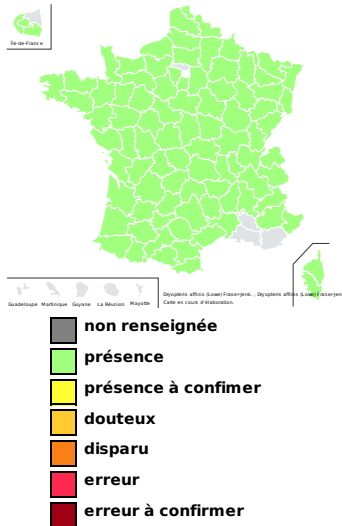 Île-de-France
Guadeloupe Martinique Guyane La Réunion Mayotte
Dryopteris affinis (Lowe) Fraser-Jenk. , Dryopteris affinis (Lowe) Fraser-Jen
Carte en cours d'élaboration.
non renseignée
présence
présence à confimer
douteux
disparu
erreur
erreur à confirmer